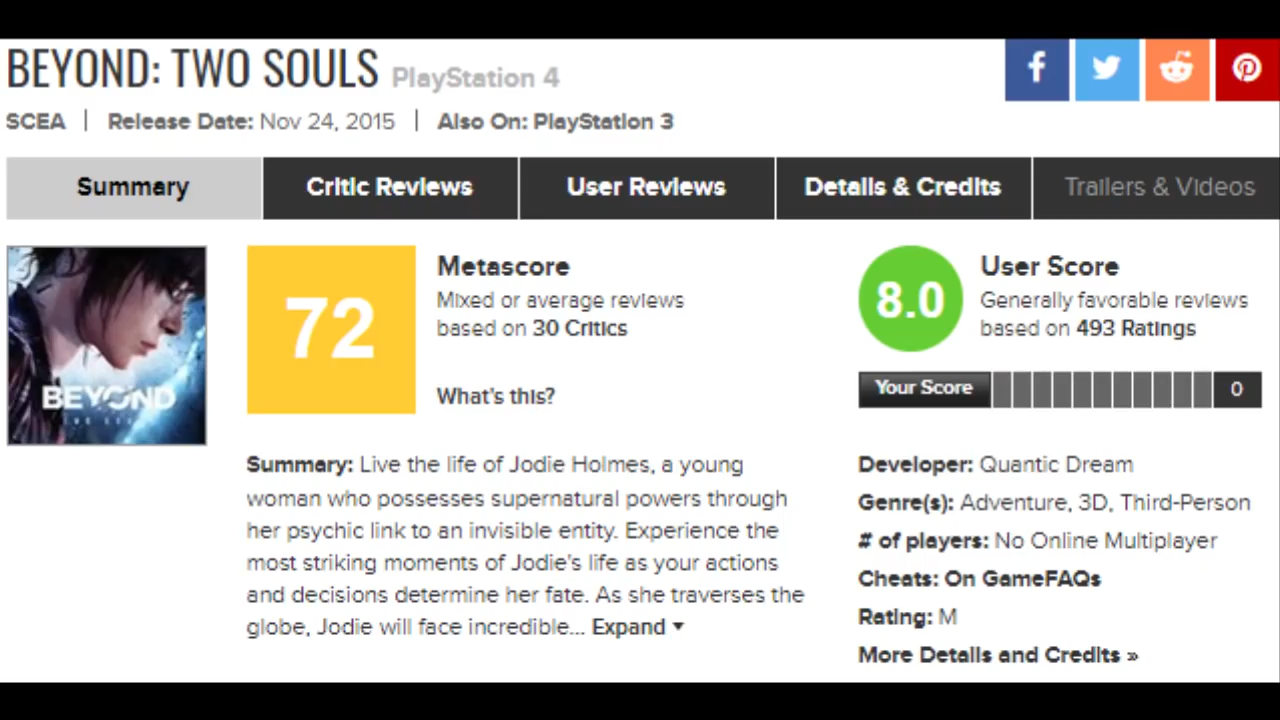 BEYOND: TWO SOULS PlayStation 4
SCEA | Release Date: Nov 24, 2015 | Also On: PlayStation 3
Summary
Critic Reviews
User Reviews
Details & Credits
Trailers & Videos
BEYOND
72
Metascore
Mixed or average reviews
based on 30 Critics
What's this?
8.0
User Score
Generally favorable reviews
based on 493 Ratings
Your Score
0
Summary: Live the life of Jodie Holmes, a young
woman who possesses supernatural powers through
her psychic link to an invisible entity. Experience the
most striking moments of Jodie's life as your actions
and decisions determine her fate. As she traverses the
globe, Jodie will face incredible... Expand ▼
Developer: Quantic Dream
Genre(s): Adventure, 3D, Third-Person
# of players: No Online Multiplayer
Cheats: On GameFAQs
Rating: M
More Details and Credits »